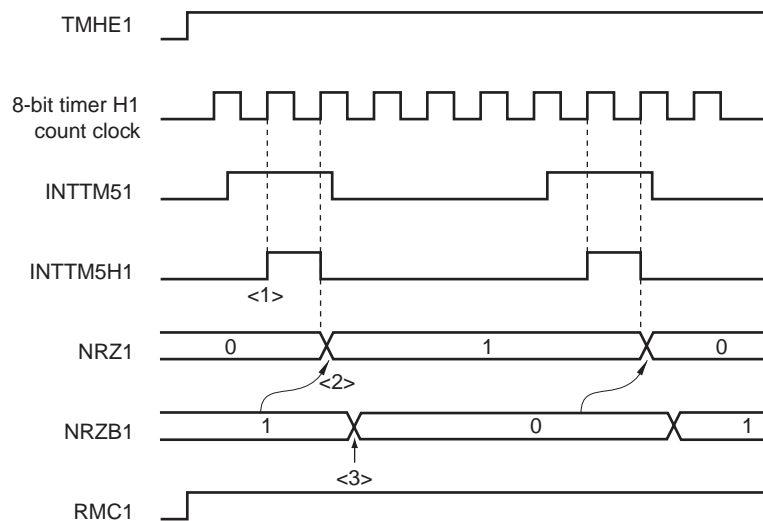 TMHE1
8-bit timer H1
count clock
INTTM51
INTTM5H1
<1>
NRZ1
0
1
0
<2>
NRZB1
1
0
1
<3>
RMC1